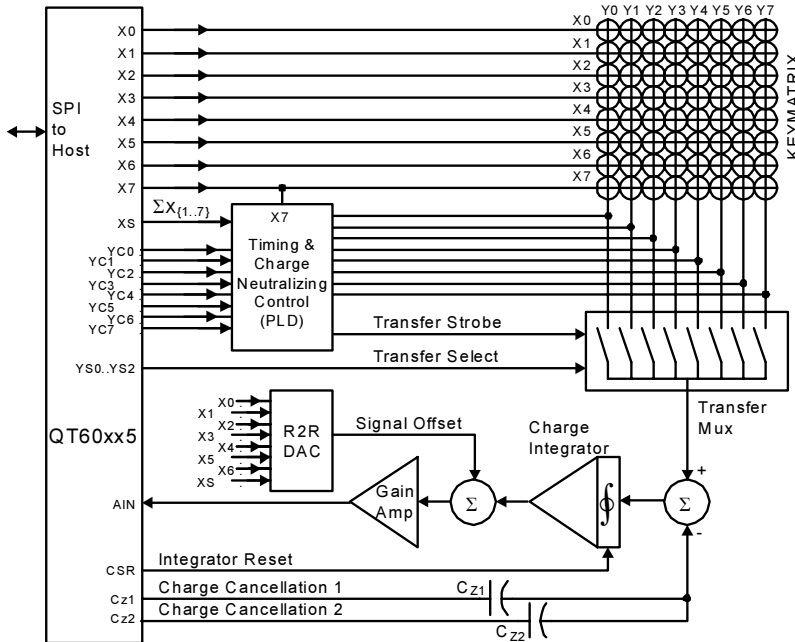 Y0 Y1 Y2 Y3 Y4 Y5 Y6 Y7
X0 X0
X1 X1
X2 X2
X3 X3
X4 X4
X5 X5
X6 X6
X7 X7
KEYMATRIX
SPI
to
Host
XS ΣX{1..7}
X7
Timing &
Charge
Neutralizing
Control
(PLD)
YC0
YC1
YC2
YC3
YC4
YC5
YC6
YC7
Transfer Strobe
YS0..YS2 Transfer Select
Transfer
Mux
QT60xx5
X0
X1
X2
X3
X4
X5
X6
XS
R2R
DAC
Signal Offset
Charge
Integrator
AIN
Gain
Amp
Σ
∮
Σ
+
-
CSR Integrator Reset
Cz1 Charge Cancellation 1 CZ1
Cz2 Charge Cancellation 2 CZ2